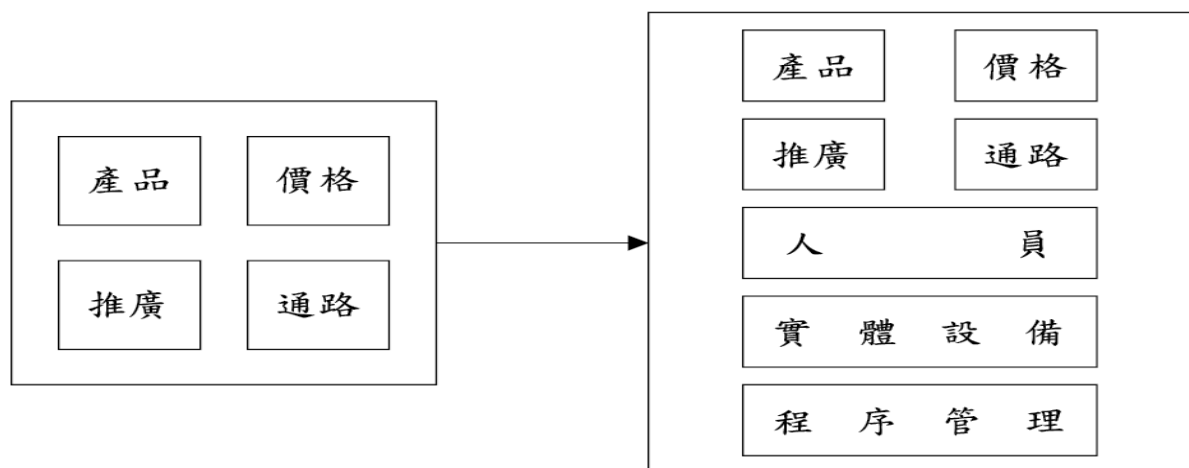 產品 價格
推廣 通路
產品 價格
推廣 通路
人員
實體設備
程序管理